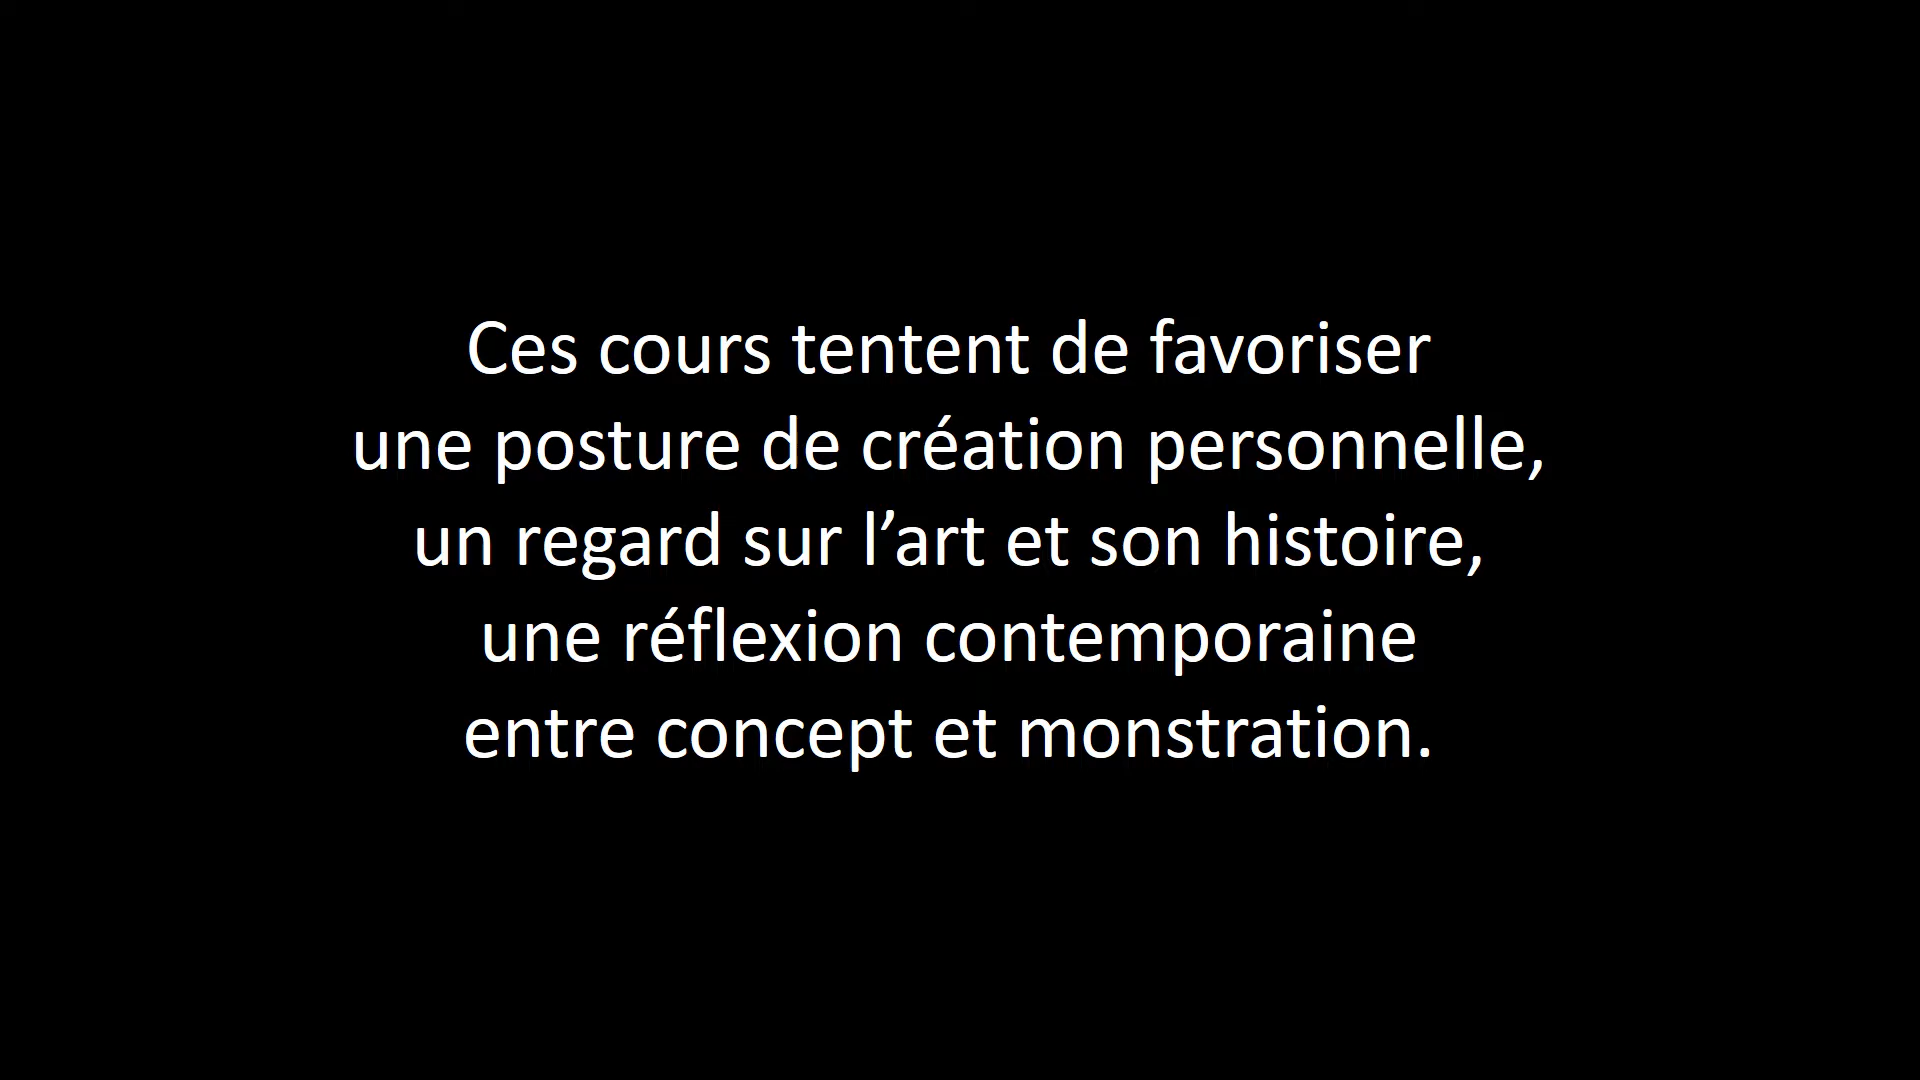 Ces cours tentent de favoriser
une posture de création personnelle,
un regard sur l’art et son histoire,
une réflexion contemporaine
entre concept et monstration.